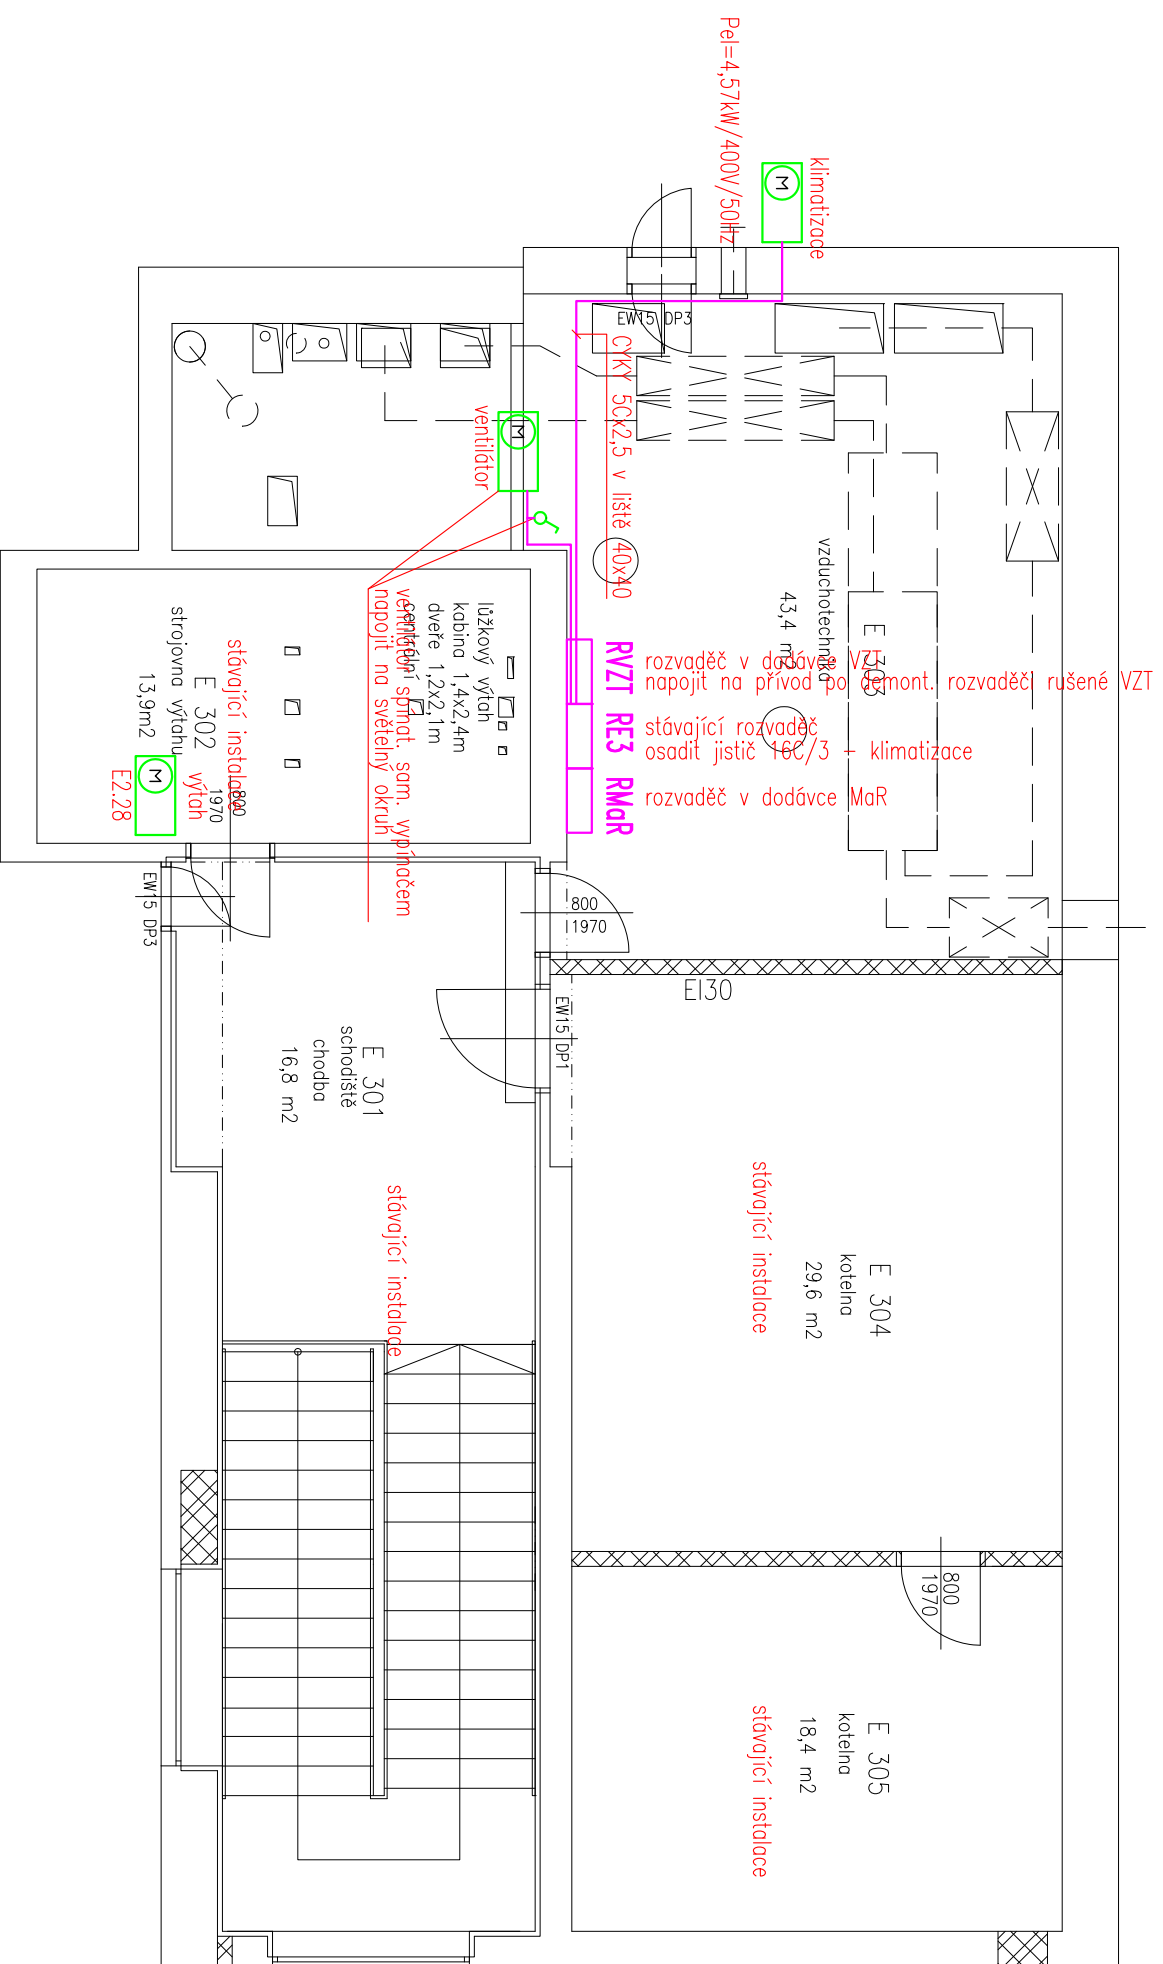 Pel=4,57kW/400V/50Hz
klimatizace
M
EW15 DP3
CYKY 5Cx2,5 v liště 40x40
M
ventilátor
vzduchotechnika
43,4 m2
E 303
RVZT
rozvaděč v dodávce VZT
napojit na přívod po demont. rozvaděči rušené VZT
RE3
stávající rozvaděč
osadit jistič 16C/3 - klimatizace
RMaR
rozvaděč v dodávce MaR
lůžkový výtah
kabina 1,4x2,4m
dveře 1,2x2,1m
centrální
ventilátor spínat. sam. vypínačem
napojit na světelný okruh
stávající instalace
E 302
strojovna výtahu
13,9m2
výtah
M
E2.28
800
1970
EW15 DP3
800
1970
EI30
EW15 DP1
E 301
schodiště
chodba
16,8 m2
stávající instalace
stávající instalace
E 304
kotelna
29,6 m2
800
1970
stávající instalace
E 305
kotelna
18,4 m2